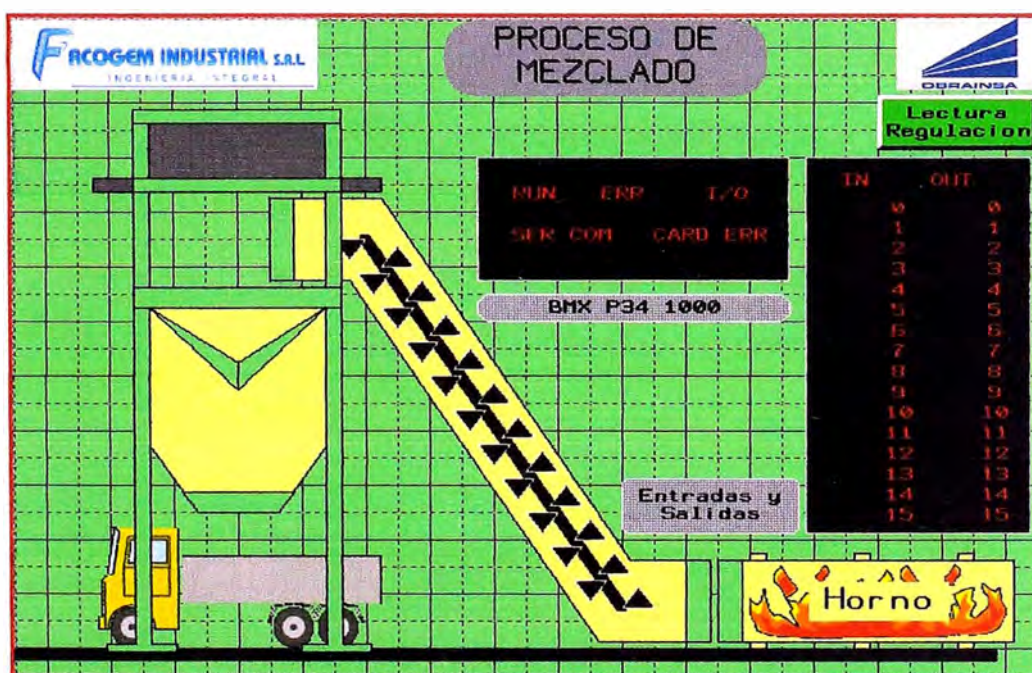 FACOGEM INDUSTRIAL S.R.L
INGENIERIA INTEGRAL
PROCESO DE
MEZCLADO
OBRAINSA
Lectura
Regulacion
RUN ERR I/O
SER COM CARD ERR
BMX P34 1000
IN OUT
0 0
1 1
2 2
3 3
4 4
5 5
6 6
7 7
8 8
9 9
10 10
11 11
12 12
13 13
14 14
15 15
Entradas y
Salidas
Horno